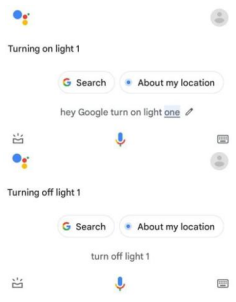 Turning on light 1
Search About my location
hey Google turn on light one
Turning off light 1
Search About my location
turn off light 1